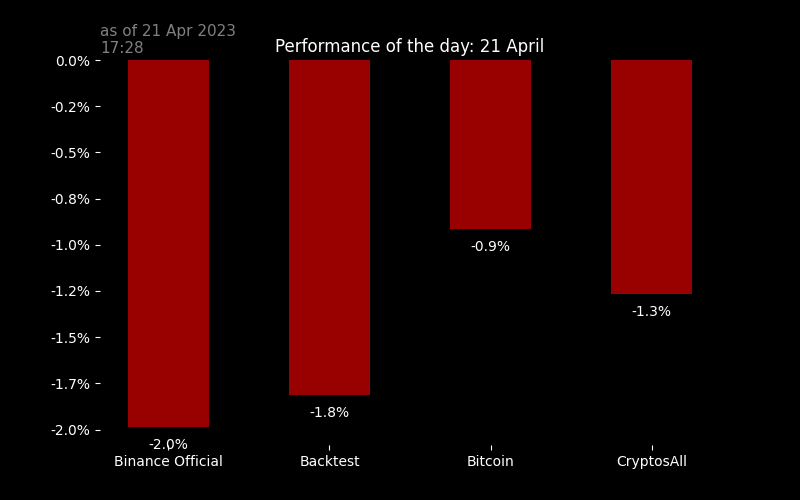 as of 21 Apr 2023
17:28
Performance of the day: 21 April
0.0%
-0.2%
-0.5%
-0.8%
-1.0%
-1.2%
-1.5%
-1.7%
-2.0%
-2.0%
-1.8%
-0.9%
-1.3%
Binance Official
Backtest
Bitcoin
CryptosAll